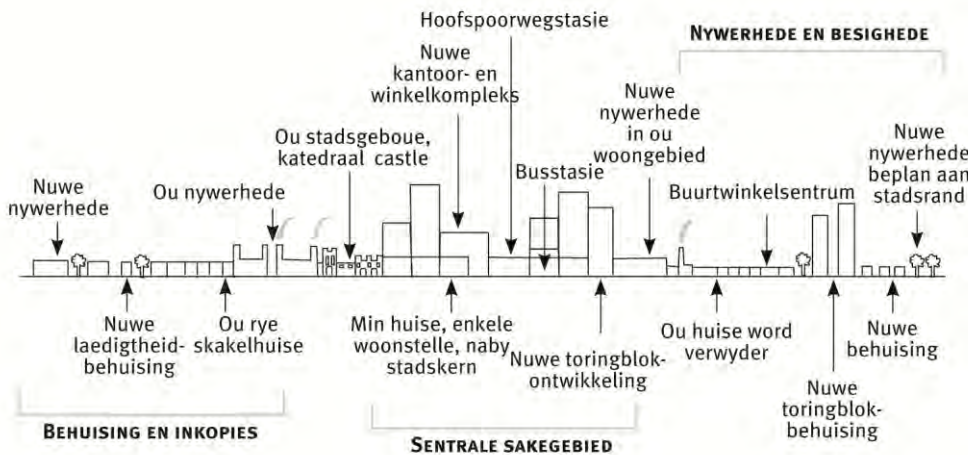 Hoofspoorwegstasie
NYWERHEDE EN BESIGHEDE
Nuwe
kantoor- en
winkelkompleks
Nuwe
nywerhede
in ou
woongebied
Nuwe
nywerhede
beplan aan
stadsrand
Ou stadsgeboue,
katedraal castle
Busstasie
Buurtwinkelsentrum
Nuwe
nywerhede
Ou nywerhede
Nuwe
laedigtheid-
behuising
Ou rye
skakelhuise
Min huise, enkele
woonstelle, naby
stadskern
Nuwe toringblok-
ontwikkeling
Ou huise word
verwyder
Nuwe
behuising
Nuwe
toringblok-
behuising
BEHUISING EN INKOPIES
SENTRALE SAKEGEBIED